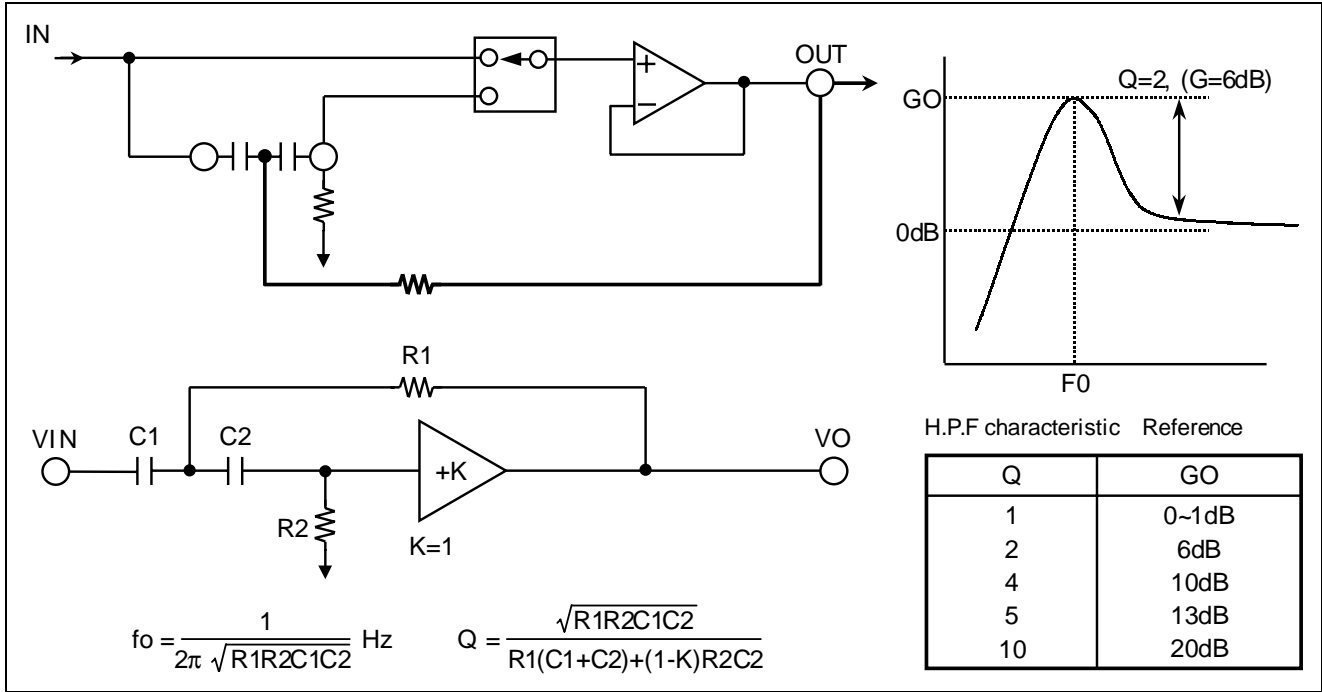 IN
OUT
+
−
Q=2, (G=6dB)
GO
0dB
F0
R1
VIN
C1
C2
+K
K=1
R2
VO
H.P.F characteristic Reference
Q GO
1 0~1dB
2 6dB
4 10dB
5 13dB
10 20dB
fo = 1 / 2π √R1R2C1C2 Hz
Q = √R1R2C1C2 / R1(C1+C2)+(1-K)R2C2